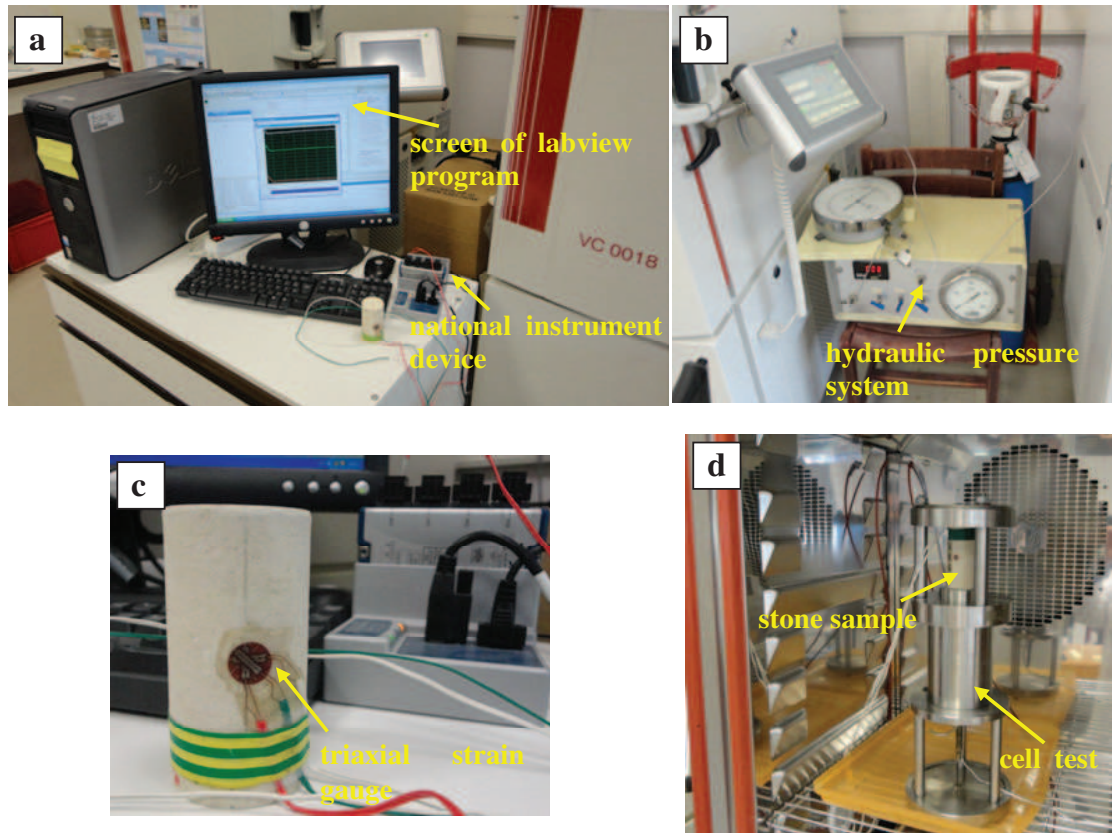 a
screen of labview
program
DELL
VC 0018
national instrument
device
b
hydraulic pressure
system
c
triaxial strain
gauge
d
stone sample
cell test